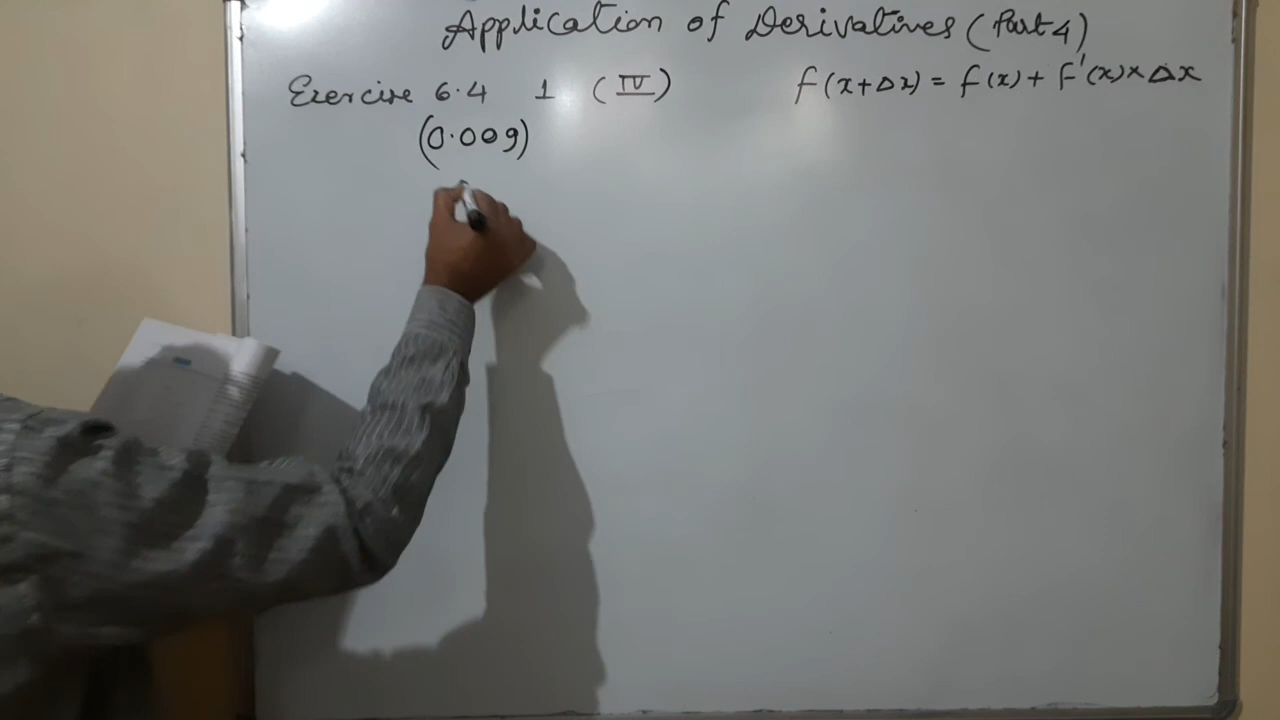 Application of Derivatives (Part 4)
Exercise 6.4 1 (IV) f(x+Δx) = f(x) + F'(x)×Δx
(0.009)